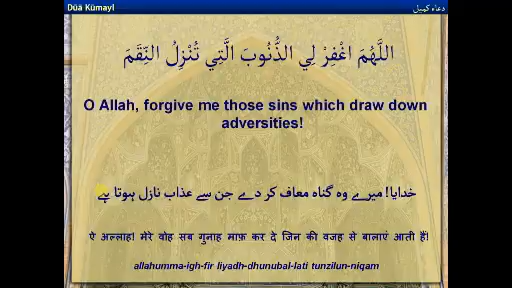 Dūā Kūmayl
دعاء كميل
اللَّهُمَّ اغْفِرْ لِي الذُّنُوبَ الَّتِي تُنْزِلُ النِّقَمَ
O Allah, forgive me those sins which draw down
adversities!
خدایا! میرے وہ گناہ معاف کر دے جن سے عذاب نازل ہوتا ہے
ऐ अल्लाह! मेरे वोह सब गुनाह माफ़ कर दे जिन की वजह से बालाएं आती हैं!
allahumma-igh-fir liyadh-dhunubal-lati tunzilun-niqam